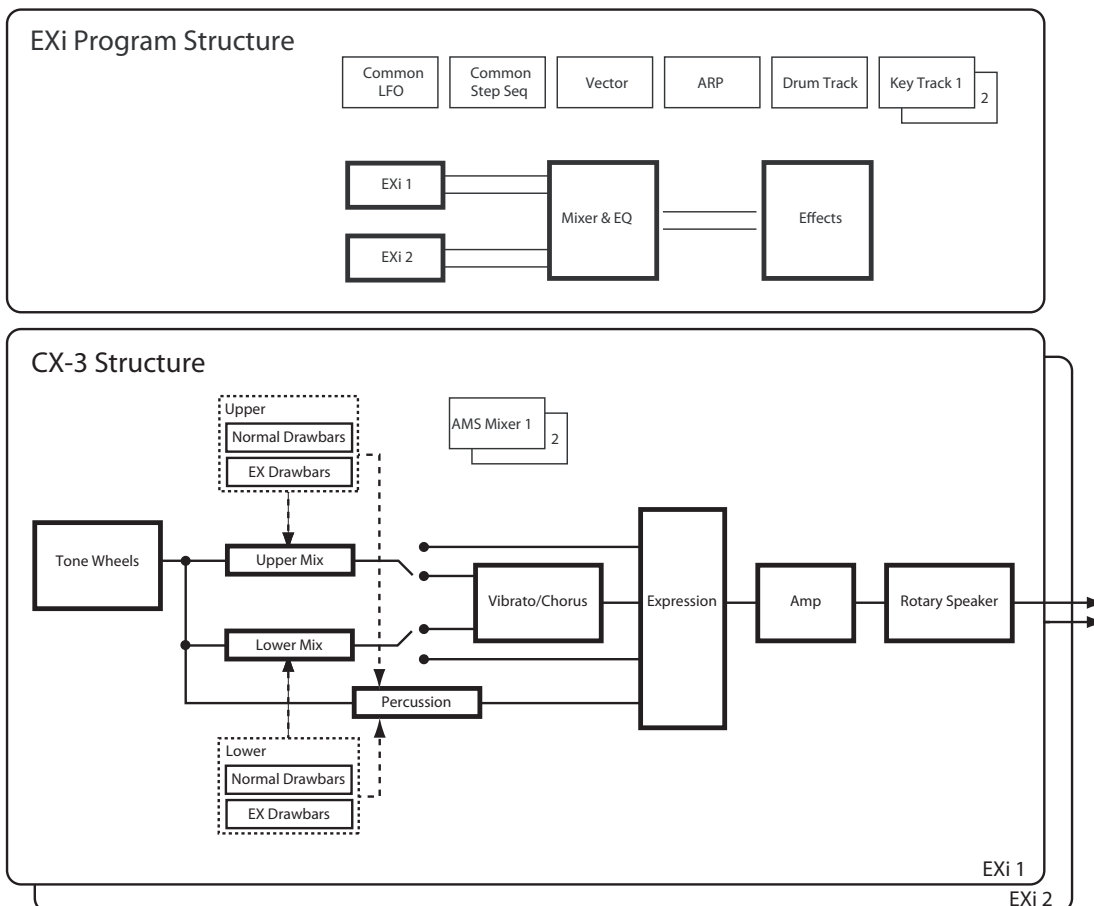 EXi Program Structure
Common
LFO
Common
Step Seq
Vector
ARP
Drum Track
Key Track 1
2
EXi 1
EXi 2
Mixer & EQ
Effects
CX-3 Structure
Upper
Normal Drawbars
EX Drawbars
AMS Mixer 1
2
Tone Wheels
Upper Mix
Lower Mix
Vibrato/Chorus
Expression
Amp
Rotary Speaker
Percussion
Lower
Normal Drawbars
EX Drawbars
EXi 1
EXi 2